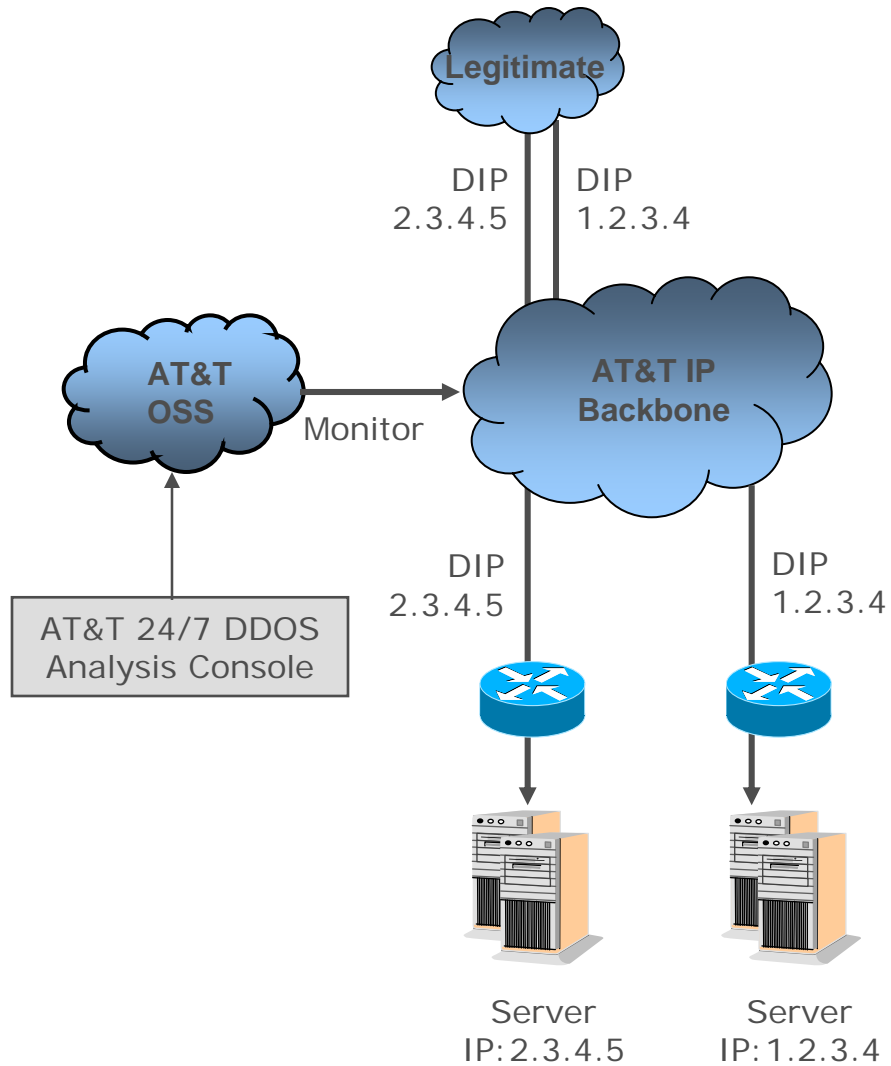 Legitimate
DIP
2.3.4.5
DIP
1.2.3.4
AT&T
OSS
Monitor
AT&T IP
Backbone
DIP
2.3.4.5
DIP
1.2.3.4
AT&T 24/7 DDOS
Analysis Console
Server
IP:2.3.4.5
Server
IP:1.2.3.4